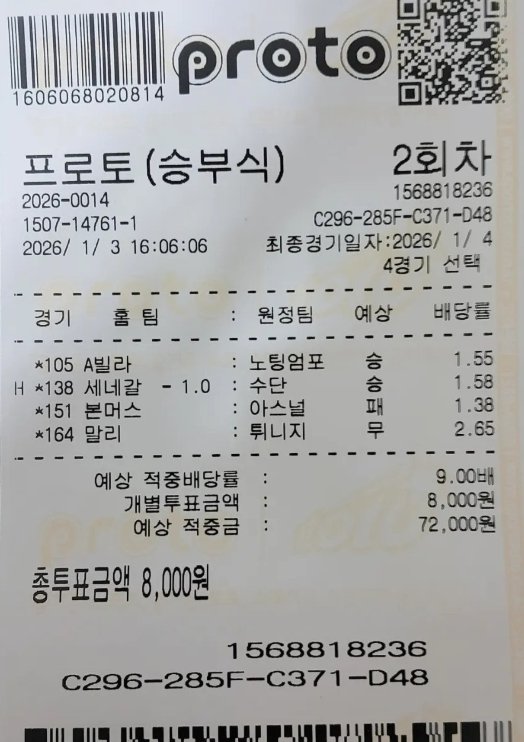 proto
1606068020814
프로토(승부식) 2회차
2026-0014 1568818236
1507-14761-1 C296-285F-C371-D48
2026/ 1/ 3 16:06:06 최종경기일자:2026/ 1/ 4
4경기 선택
경기 홈 팀 : 원정팀 예상 배당률
*105 A빌라 : 노팅엄포 승 1.55
H *138 세네갈 - 1.0 : 수단 승 1.58
*151 본머스 : 아스널 패 1.38
*164 말리 : 튀니지 무 2.65
예상 적중배당률 : 9.00배
개별투표금액 : 8,000원
예상 적중금 : 72,000원
총투표금액 8,000원
1568818236
C296-285F-C371-D48